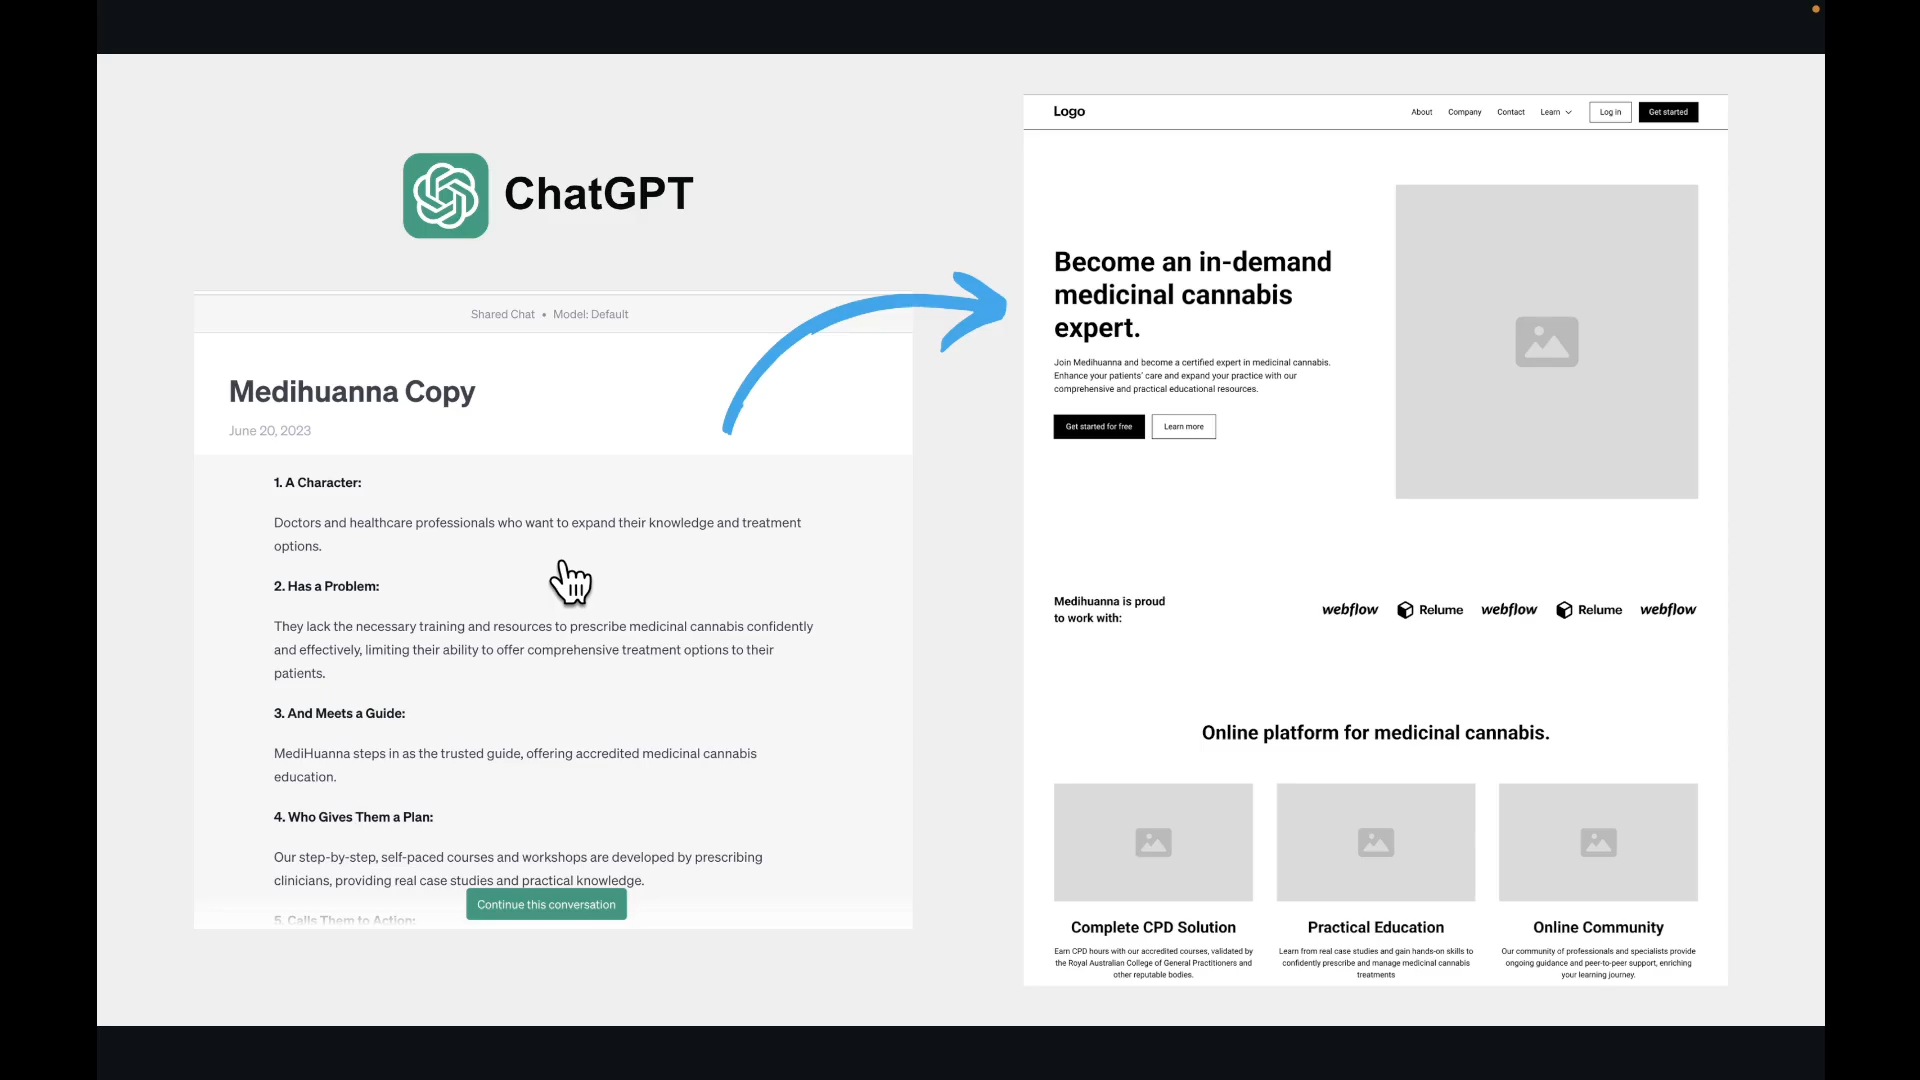 ChatGPT
Shared Chat • Model: Default
Medihuanna Copy
June 20, 2023
1. A Character:
Doctors and healthcare professionals who want to expand their knowledge and treatment
options.
2. Has a Problem:
They lack the necessary training and resources to prescribe medicinal cannabis confidently
and effectively, limiting their ability to offer comprehensive treatment options to their
patients.
3. And Meets a Guide:
MediHuanna steps in as the trusted guide, offering accredited medicinal cannabis
education.
4. Who Gives Them a Plan:
Our step-by-step, self-paced courses and workshops are developed by prescribing
clinicians, providing real case studies and practical knowledge.
5. Calls Them to Action:
Continue this conversation
Logo
About Company Contact Learn Log in Get started
Become an in-demand
medicinal cannabis
expert.
Join Medihuanna and become a certified expert in medicinal cannabis.
Enhance your patients' care and expand your practice with our
comprehensive and practical educational resources.
Get started for free Learn more
Medihuanna is proud
to work with:
webflow Relume webflow Relume webflow
Online platform for medicinal cannabis.
Complete CPD Solution
Earn CPD hours with our accredited courses, validated by
the Royal Australian College of General Practitioners and
other reputable bodies.
Practical Education
Learn from real case studies and gain hands-on skills to
confidently prescribe and manage medicinal cannabis
treatments
Online Community
Our community of professionals and specialists provide
ongoing guidance and peer-to-peer support, enriching
your learning journey.